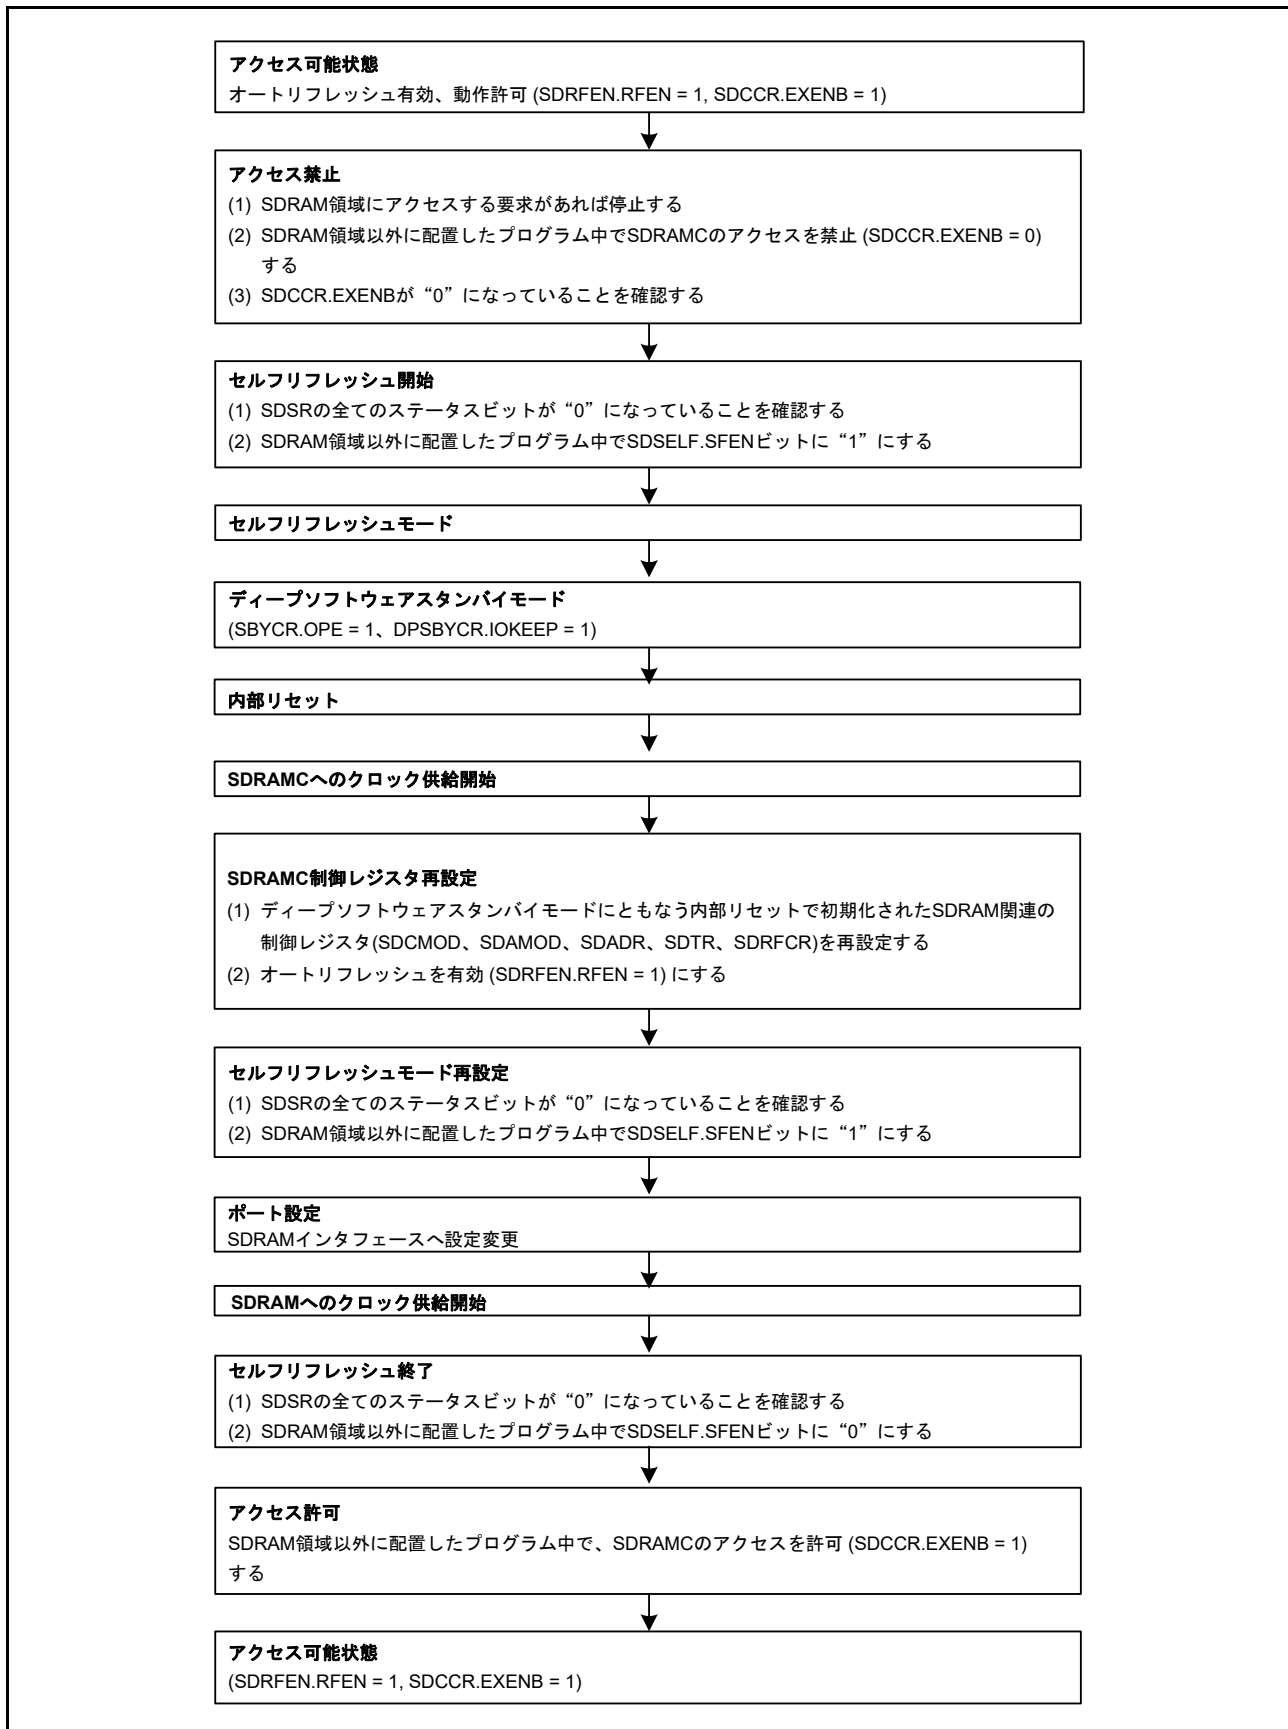 アクセス可能状態
オートリフレッシュ有効、動作許可 (SDRFEN.RFEN = 1, SDCCR.EXENB = 1)
アクセス禁止
(1) SDRAM領域にアクセスする要求があれば停止する
(2) SDRAM領域以外に配置したプログラム中でSDRAMCのアクセスを禁止 (SDCCR.EXENB = 0)
する
(3) SDCCR.EXENBが“0”になっていることを確認する
セルフリフレッシュ開始
(1) SDSRの全てのステータスビットが“0”になっていることを確認する
(2) SDRAM領域以外に配置したプログラム中でSDSELF.SFENビットに“1”にする
セルフリフレッシュモード
ディープソフトウェアスタンバイモード
(SBYCR.OPE = 1、DPSBYCR.IOKEEP = 1)
内部リセット
SDRAMCへのクロック供給開始
SDRAMC制御レジスタ再設定
(1) ディープソフトウェアスタンバイモードにともなう内部リセットで初期化されたSDRAM関連の
制御レジスタ(SDCMOD、SDAMOD、SDADR、SDTR、SDRFCR)を再設定する
(2) オートリフレッシュを有効 (SDRFEN.RFEN = 1) にする
セルフリフレッシュモード再設定
(1) SDSRの全てのステータスビットが“0”になっていることを確認する
(2) SDRAM領域以外に配置したプログラム中でSDSELF.SFENビットに“1”にする
ポート設定
SDRAMインタフェースへ設定変更
SDRAMへのクロック供給開始
セルフリフレッシュ終了
(1) SDSRの全てのステータスビットが“0”になっていることを確認する
(2) SDRAM領域以外に配置したプログラム中でSDSELF.SFENビットに“0”にする
アクセス許可
SDRAM領域以外に配置したプログラム中で、SDRAMCのアクセスを許可 (SDCCR.EXENB = 1)
する
アクセス可能状態
(SDRFEN.RFEN = 1, SDCCR.EXENB = 1)